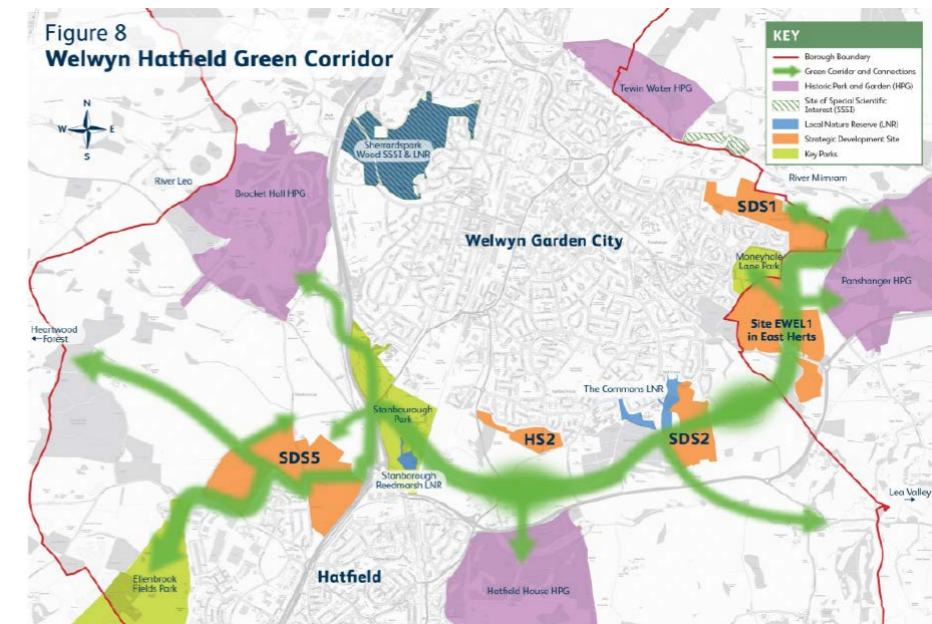 Figure 8
Welwyn Hatfield Green Corridor
N
W
E
S
KEY
Borough Boundary
Green Corridor and Connections
Historic Park and Garden (HPG)
Site of Special Scientific
Interest (SSSI)
Local Nature Reserve (LNR)
Strategic Development Site
Key Parks
Tewin Water HPG
Sherrardspark
Wood SSSI & LNR
River Lea
Brocket Hall HPG
River Mimram
SDS1
Welwyn Garden City
Moneyhole
Lane Park
Panshanger HPG
Site EWEL1
in East Herts
Heartwood
←Forest
The Commons LNR
Stanborough
Park
HS2
SDS2
SDS5
Stanborough
Reedmarsh LNR
Lea Valley
→
Ellenbrook
Fields Park
Hatfield
Hatfield House HPG